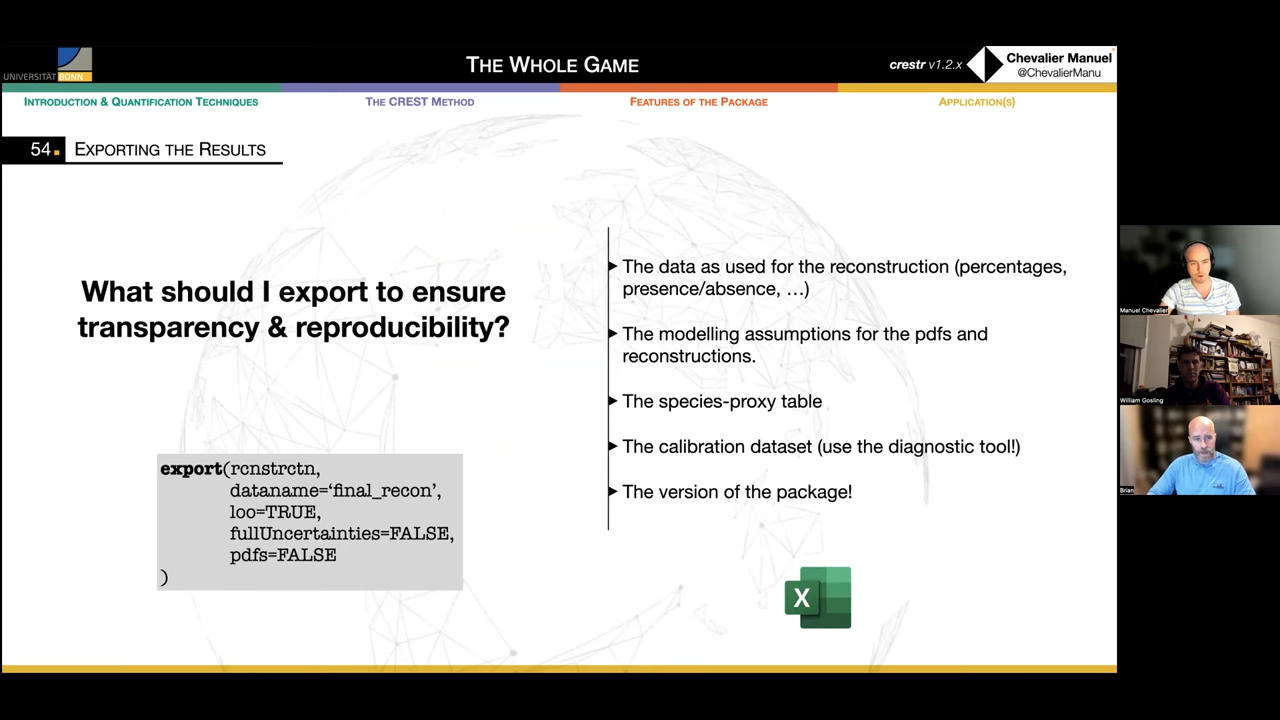 UNIVERSITÄT BONN
THE WHOLE GAME
crestr v1.2.x
Chevalier Manuel
@ChevalierManu
INTRODUCTION & QUANTIFICATION TECHNIQUES
THE CREST METHOD
FEATURES OF THE PACKAGE
APPLICATION(S)
54. EXPORTING THE RESULTS
What should I export to ensure
transparency & reproducibility?
export(rcnstrctn,
dataname=‘final_recon’,
loo=TRUE,
fullUncertainties=FALSE,
pdfs=FALSE
)
The data as used for the reconstruction (percentages,
presence/absence, …)
The modelling assumptions for the pdfs and
reconstructions.
The species-proxy table
The calibration dataset (use the diagnostic tool!)
The version of the package!
X
Manuel Chevalier
William Gosling
Brian